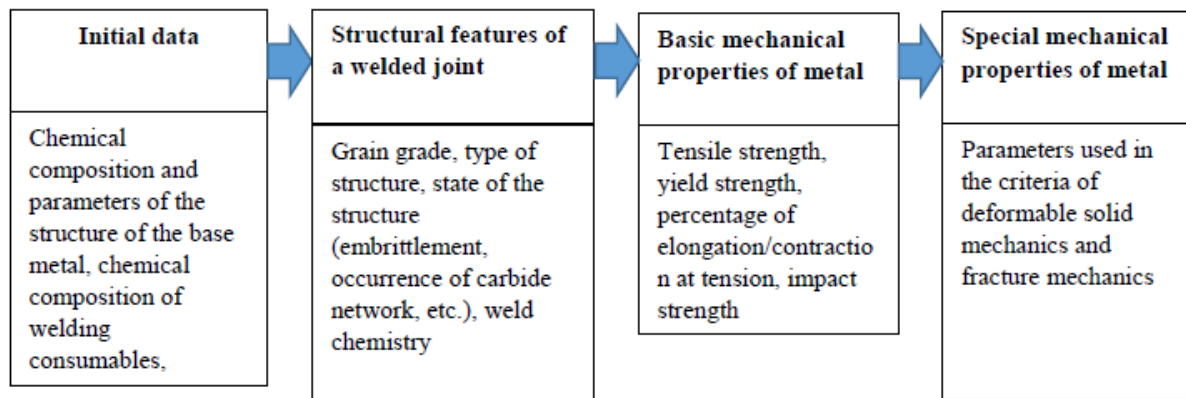 Initial data
Chemical
composition and
parameters of the
structure of the base
metal, chemical
composition of
welding
consumables,
Structural features of
a welded joint
Grain grade, type of
structure, state of the
structure
(embrittlement,
occurrence of carbide
network, etc.), weld
chemistry
Basic mechanical
properties of metal
Tensile strength,
yield strength,
percentage of
elongation/contractio
n at tension, impact
strength
Special mechanical
properties of metal
Parameters used in
the criteria of
deformable solid
mechanics and
fracture mechanics